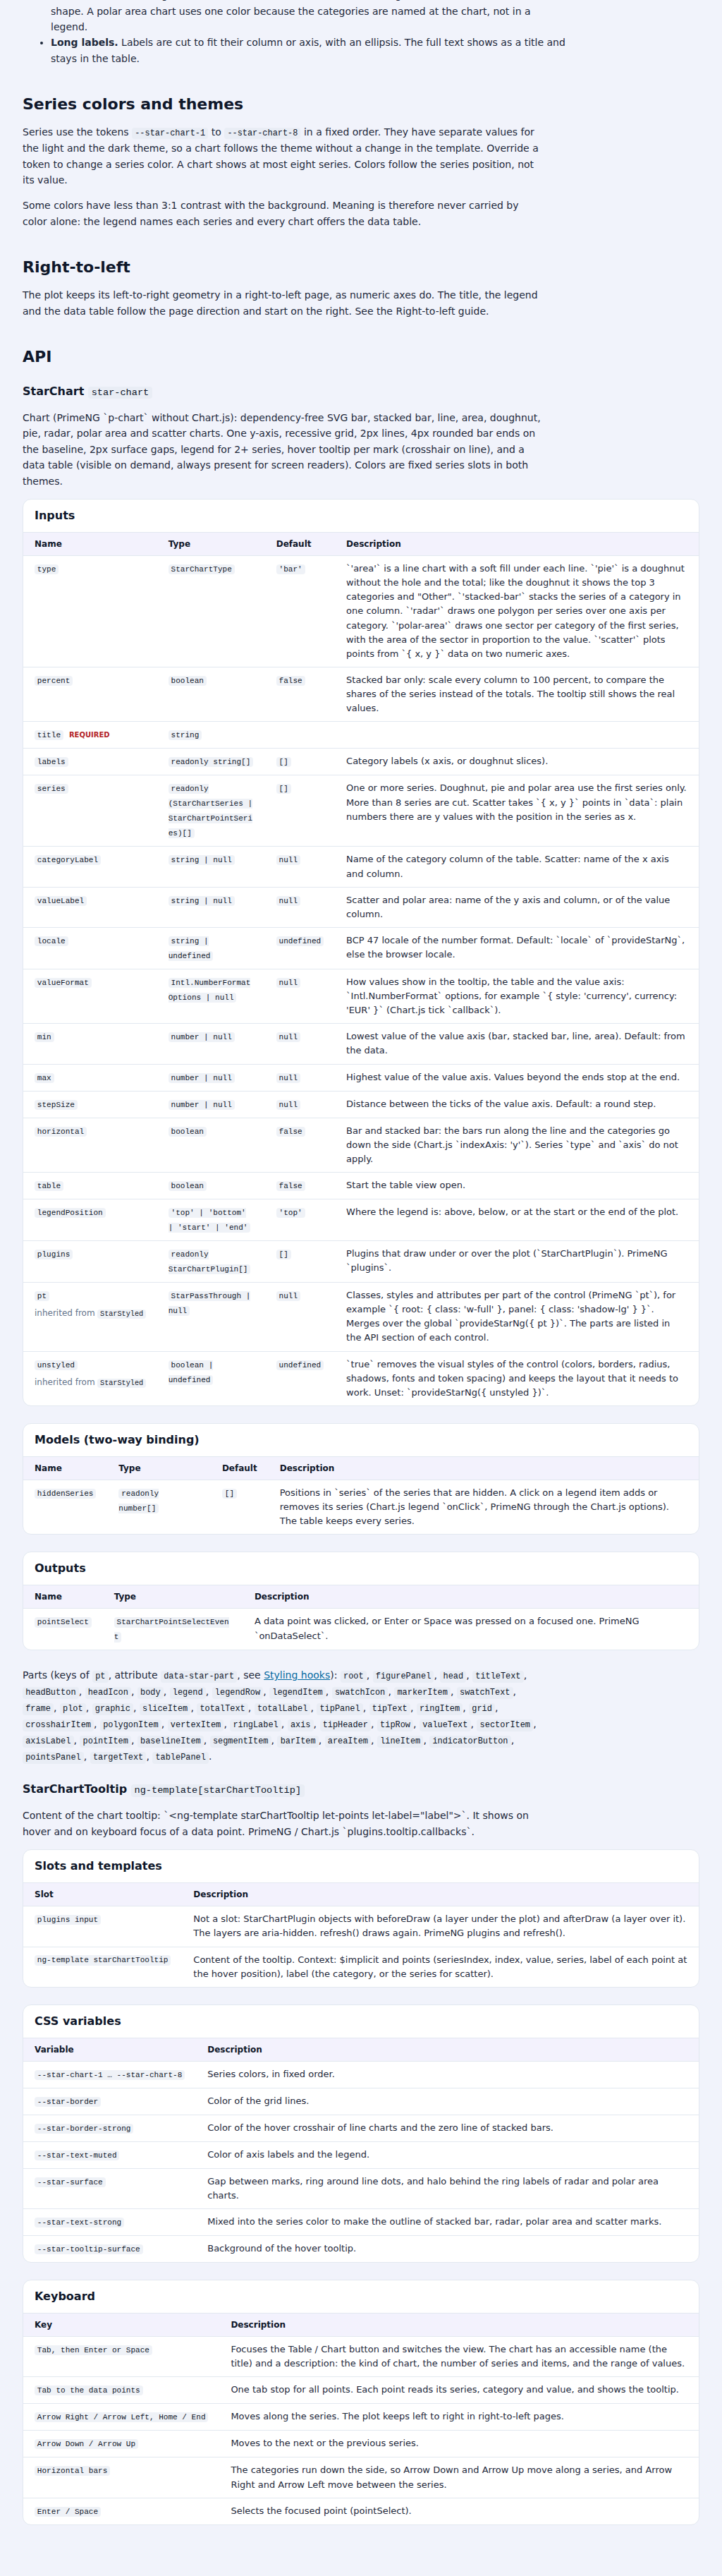 shape. A polar area chart uses one color because the categories are named at the chart, not in a
legend.
• Long labels. Labels are cut to fit their column or axis, with an ellipsis. The full text shows as a title and
stays in the table.
Series colors and themes
Series use the tokens --star-chart-1 to --star-chart-8 in a fixed order. They have separate values for
the light and the dark theme, so a chart follows the theme without a change in the template. Override a
token to change a series color. A chart shows at most eight series. Colors follow the series position, not
its value.
Some colors have less than 3:1 contrast with the background. Meaning is therefore never carried by
color alone: the legend names each series and every chart offers the data table.
Right-to-left
The plot keeps its left-to-right geometry in a right-to-left page, as numeric axes do. The title, the legend
and the data table follow the page direction and start on the right. See the Right-to-left guide.
API
StarChart star-chart
Chart (PrimeNG `p-chart` without Chart.js): dependency-free SVG bar, stacked bar, line, area, doughnut,
pie, radar, polar area and scatter charts. One y-axis, recessive grid, 2px lines, 4px rounded bar ends on
the baseline, 2px surface gaps, legend for 2+ series, hover tooltip per mark (crosshair on line), and a
data table (visible on demand, always present for screen readers). Colors are fixed series slots in both
themes.
Inputs
Name Type Default Description
type StarChartType 'bar' `'area'` is a line chart with a soft fill under each line. `'pie'` is a doughnut
without the hole and the total; like the doughnut it shows the top 3
categories and "Other". `'stacked-bar'` stacks the series of a category in
one column. `'radar'` draws one polygon per series over one axis per
category. `'polar-area'` draws one sector per category of the first series,
with the area of the sector in proportion to the value. `'scatter'` plots
points from `{ x, y }` data on two numeric axes.
percent boolean false Stacked bar only: scale every column to 100 percent, to compare the
shares of the series instead of the totals. The tooltip still shows the real
values.
title REQUIRED string
labels readonly string[] [] Category labels (x axis, or doughnut slices).
series readonly [] One or more series. Doughnut, pie and polar area use the first series only.
(StarChartSeries | More than 8 series are cut. Scatter takes `{ x, y }` points in `data`: plain
StarChartPointSeri numbers there are y values with the position in the series as x.
es)[]
categoryLabel string | null null Name of the category column of the table. Scatter: name of the x axis
and column.
valueLabel string | null null Scatter and polar area: name of the y axis and column, or of the value
column.
locale string | undefined BCP 47 locale of the number format. Default: `locale` of `provideStarNg`,
undefined else the browser locale.
valueFormat Intl.NumberFormat null How values show in the tooltip, the table and the value axis:
Options | null `Intl.NumberFormat` options, for example `{ style: 'currency', currency:
'EUR' }` (Chart.js tick `callback`).
min number | null null Lowest value of the value axis (bar, stacked bar, line, area). Default: from
the data.
max number | null null Highest value of the value axis. Values beyond the ends stop at the end.
stepSize number | null null Distance between the ticks of the value axis. Default: a round step.
horizontal boolean false Bar and stacked bar: the bars run along the line and the categories go
down the side (Chart.js `indexAxis: 'y'`). Series `type` and `axis` do not
apply.
table boolean false Start the table view open.
legendPosition 'top' | 'bottom' 'top' Where the legend is: above, below, or at the start or the end of the plot.
| 'start' | 'end'
plugins readonly [] Plugins that draw under or over the plot (`StarChartPlugin`). PrimeNG
StarChartPlugin[] `plugins`.
pt StarPassThrough | null Classes, styles and attributes per part of the control (PrimeNG `pt`), for
inherited from StarStyled null example `{ root: { class: 'w-full' }, panel: { class: 'shadow-lg' } }`.
Merges over the global `provideStarNg({ pt })`. The parts are listed in
the API section of each control.
unstyled boolean | undefined `true` removes the visual styles of the control (colors, borders, radius,
inherited from StarStyled undefined shadows, fonts and token spacing) and keeps the layout that it needs to
work. Unset: `provideStarNg({ unstyled })`.
Models (two-way binding)
Name Type Default Description
hiddenSeries readonly [] Positions in `series` of the series that are hidden. A click on a legend item adds or
number[] removes its series (Chart.js legend `onClick`, PrimeNG through the Chart.js options).
The table keeps every series.
Outputs
Name Type Description
pointSelect StarChartPointSelectEven A data point was clicked, or Enter or Space was pressed on a focused one. PrimeNG
t `onDataSelect`.
Parts (keys of pt , attribute data-star-part , see Styling hooks): root , figurePanel , head , titleText ,
headButton , headIcon , body , legend , legendRow , legendItem , swatchIcon , markerItem , swatchText ,
frame , plot , graphic , sliceItem , totalText , totalLabel , tipPanel , tipText , ringItem , grid ,
crosshairItem , polygonItem , vertexItem , ringLabel , axis , tipHeader , tipRow , valueText , sectorItem ,
axisLabel , pointItem , baselineItem , segmentItem , barItem , areaItem , lineItem , indicatorButton ,
pointsPanel , targetText , tablePanel .
StarChartTooltip ng-template[starChartTooltip]
Content of the chart tooltip: `<ng-template starChartTooltip let-points let-label="label">`. It shows on
hover and on keyboard focus of a data point. PrimeNG / Chart.js `plugins.tooltip.callbacks`.
Slots and templates
Slot Description
plugins input Not a slot: StarChartPlugin objects with beforeDraw (a layer under the plot) and afterDraw (a layer over it).
The layers are aria-hidden. refresh() draws again. PrimeNG plugins and refresh().
ng-template starChartTooltip Content of the tooltip. Context: $implicit and points (seriesIndex, index, value, series, label of each point at
the hover position), label (the category, or the series for scatter).
CSS variables
Variable Description
--star-chart-1 … --star-chart-8 Series colors, in fixed order.
--star-border Color of the grid lines.
--star-border-strong Color of the hover crosshair of line charts and the zero line of stacked bars.
--star-text-muted Color of axis labels and the legend.
--star-surface Gap between marks, ring around line dots, and halo behind the ring labels of radar and polar area
charts.
--star-text-strong Mixed into the series color to make the outline of stacked bar, radar, polar area and scatter marks.
--star-tooltip-surface Background of the hover tooltip.
Keyboard
Key Description
Tab, then Enter or Space Focuses the Table / Chart button and switches the view. The chart has an accessible name (the
title) and a description: the kind of chart, the number of series and items, and the range of values.
Tab to the data points One tab stop for all points. Each point reads its series, category and value, and shows the tooltip.
Arrow Right / Arrow Left, Home / End Moves along the series. The plot keeps left to right in right-to-left pages.
Arrow Down / Arrow Up Moves to the next or the previous series.
Horizontal bars The categories run down the side, so Arrow Down and Arrow Up move along a series, and Arrow
Right and Arrow Left move between the series.
Enter / Space Selects the focused point (pointSelect).